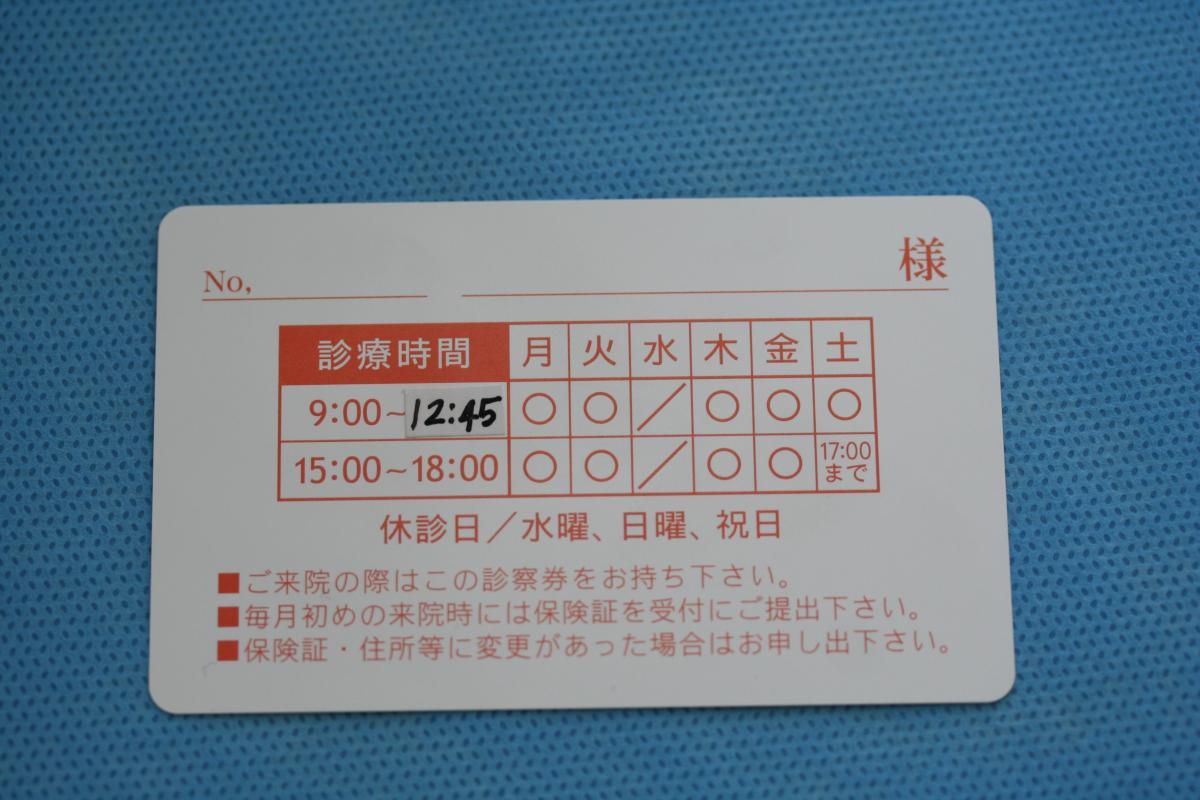 No,
様
診療時間 月 火 水 木 金 土
9:00~12:45 ○ ○ ／ ○ ○ ○
15:00~18:00 ○ ○ ／ ○ ○ 17:00まで
休診日／水曜、日曜、祝日
■ご来院の際はこの診察券をお持ち下さい。
■毎月初めの来院時には保険証を受付にご提出下さい。
■保険証・住所等に変更があった場合はお申し出下さい。